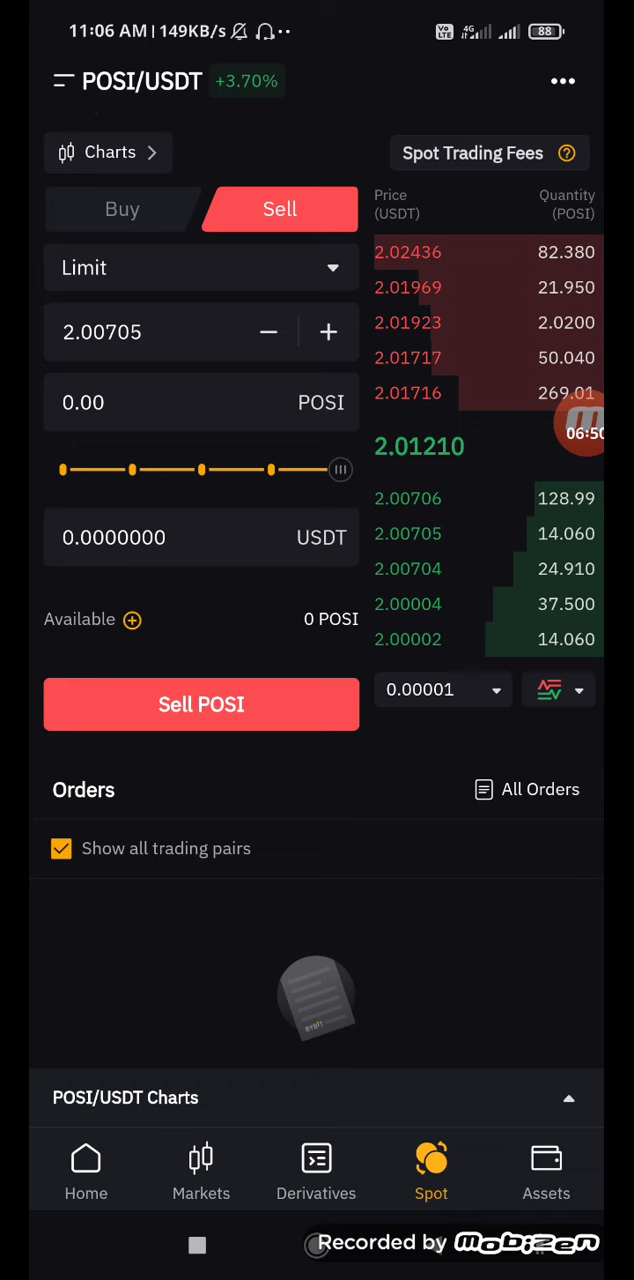 11:06 AM | 149KB/s
Vo LTE 4G 88
POSI/USDT +3.70%
Charts
Spot Trading Fees ?
Buy Sell
Price (USDT) Quantity (POSI)
Limit
2.00705
0.00 POSI
0.0000000 USDT
Available 0 POSI
Sell POSI
2.02436 82.380
2.01969 21.950
2.01923 2.0200
2.01717 50.040
2.01716 269.01
06:50
2.01210
2.00706 128.99
2.00705 14.060
2.00704 24.910
2.00004 37.500
2.00002 14.060
0.00001
Orders
All Orders
Show all trading pairs
BYBIT
POSI/USDT Charts
Home Markets Derivatives Spot Assets
Recorded by mobizen